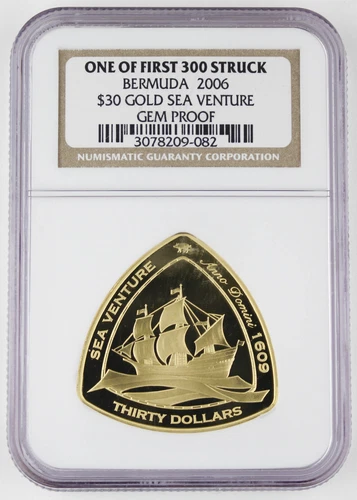 ONE OF FIRST 300 STRUCK
BERMUDA 2006
$30 GOLD SEA VENTURE
GEM PROOF
3078209-082
NUMISMATIC GUARANTY CORPORATION
SEA VENTURE
Anno Domini 1609
THIRTY DOLLARS